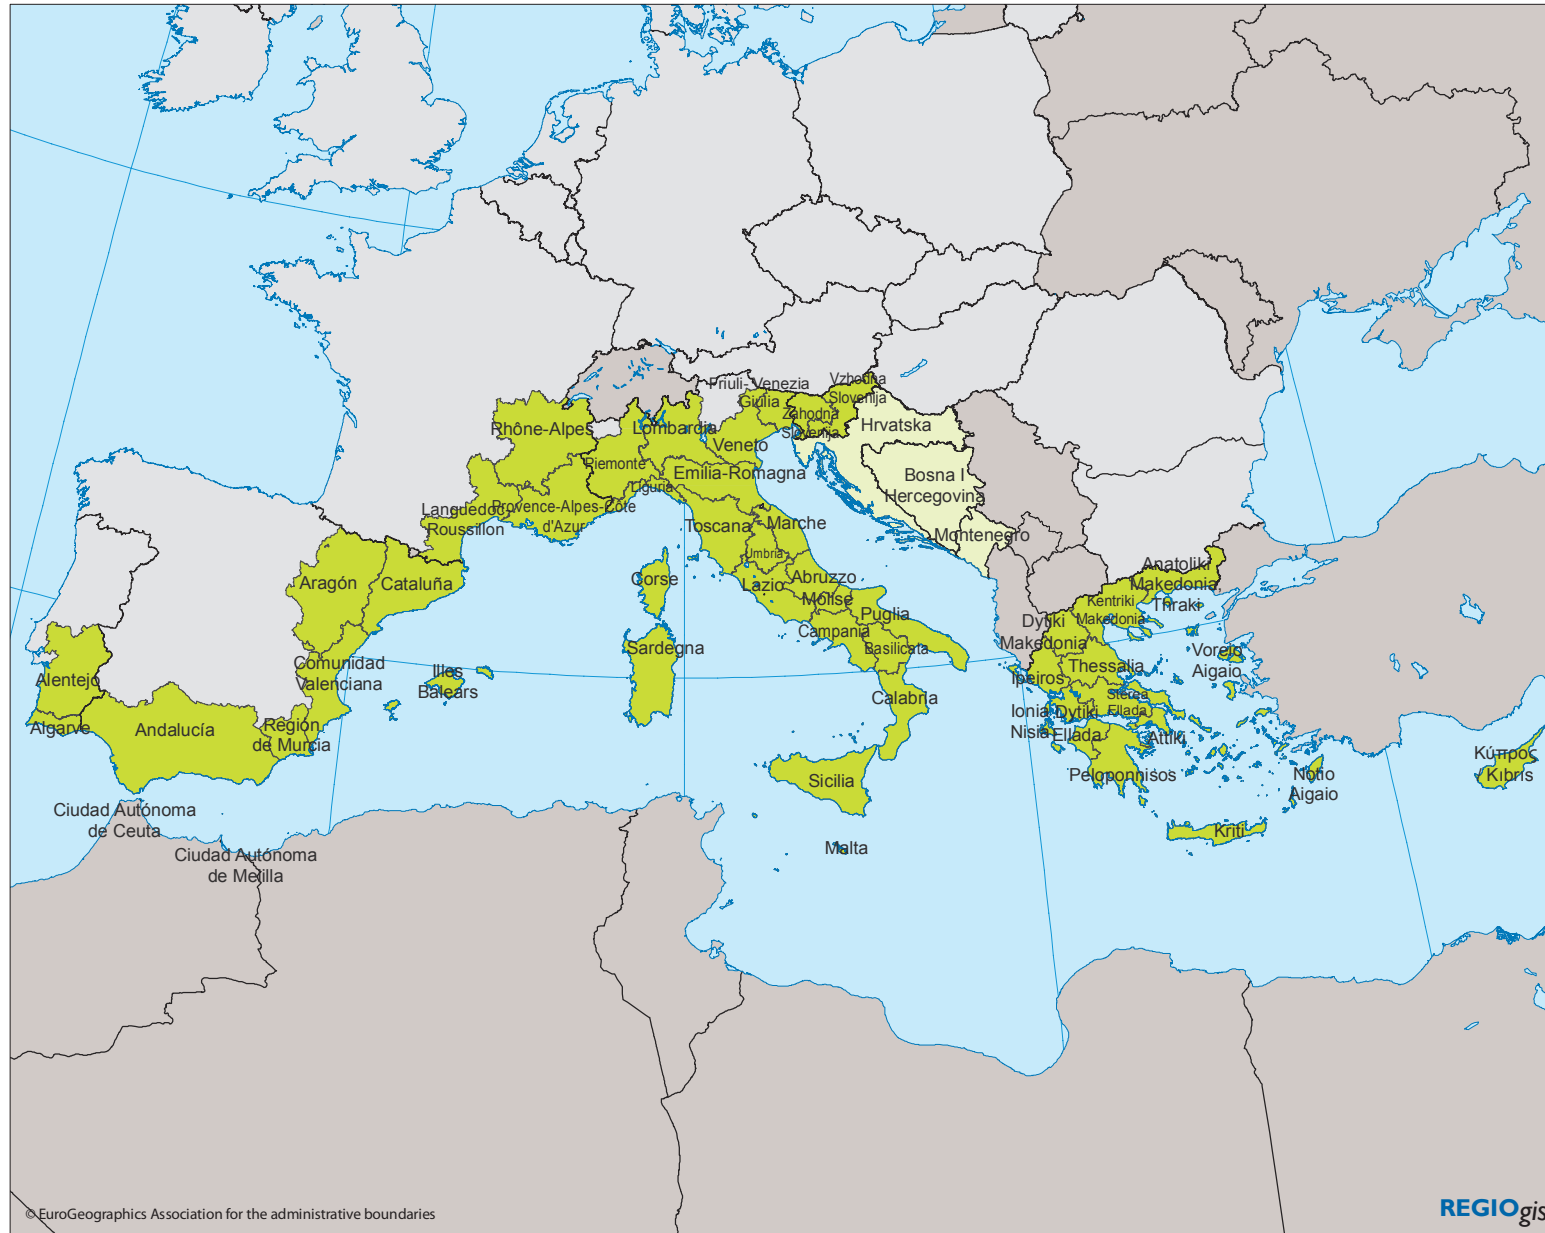 Friuli- Venezia
Giulia
Vzhodna
Slovenija
Zahodna
Slovenija
Hrvatska
Rhône-Alpes
Lombardia
Veneto
Piemonte
Emilia-Romagna
Bosna I
Hercegovina
Liguria
Languedoc-
Roussillon
Provence-Alpes-Côte
d'Azur
Toscana
Marche
Montenegro
Umbria
Aragón
Cataluña
Corse
Lazio
Abruzzo
Molise
Puglia
Anatoliki
Makedonia,
Thraki
Kentriki
Makedonia
Dytiki
Makedonia
Campania
Basilicata
Sardegna
Comunidad
Valenciana
Illes
Balears
Alentejo
Voreio
Aigaio
Thessalia
Ipeiros
Calabria
Sterea
Ellada
Algarve
Andalucía
Región
de Murcia
Ionia
Nisia
Dytiki
Ellada
Attiki
Κύπρος
Kıbrıs
Sicilia
Peloponnisos
Notio
Aigaio
Ciudad Autónoma
de Ceuta
Kriti
Malta
Ciudad Autónoma
de Melilla
© EuroGeographics Association for the administrative boundaries
REGIOgis